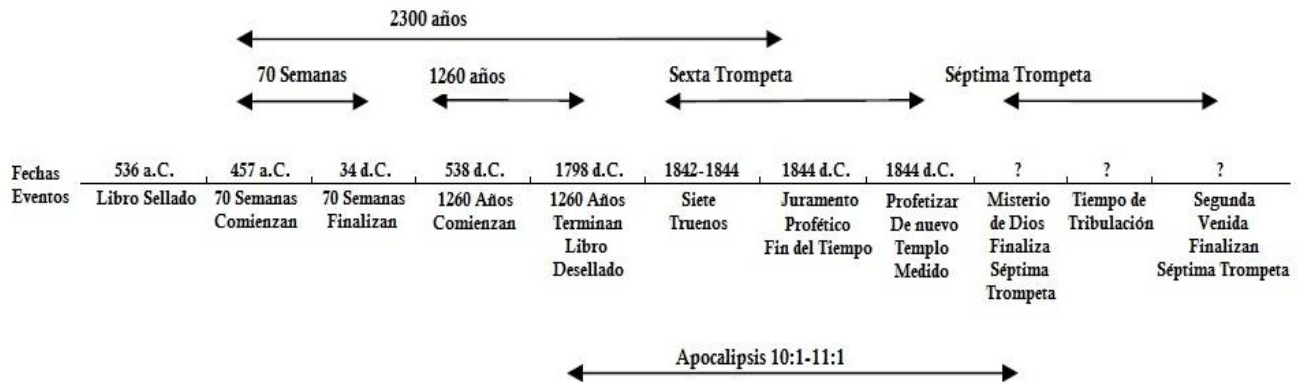 2300 años
70 Semanas 1260 años Sexta Trompeta Séptima Trompeta
Fechas 536 a.C. 457 a.C. 34 d.C. 538 d.C. 1798 d.C. 1842-1844 1844 d.C. 1844 d.C. ? ? ?
Eventos Libro Sellado 70 Semanas 70 Semanas 1260 Años 1260 Años Siete Juramento Profetizar Misterio Tiempo de Segunda
Comienzan Finalizan Comienzan Terminan Truenos Profético De nuevo de Dios Tribulación Venida
Libro Fin del Tiempo Templo Finaliza Finalizan
Desellado Medido Séptima Séptima Trompeta
Trompeta
Apocalipsis 10:1-11:1